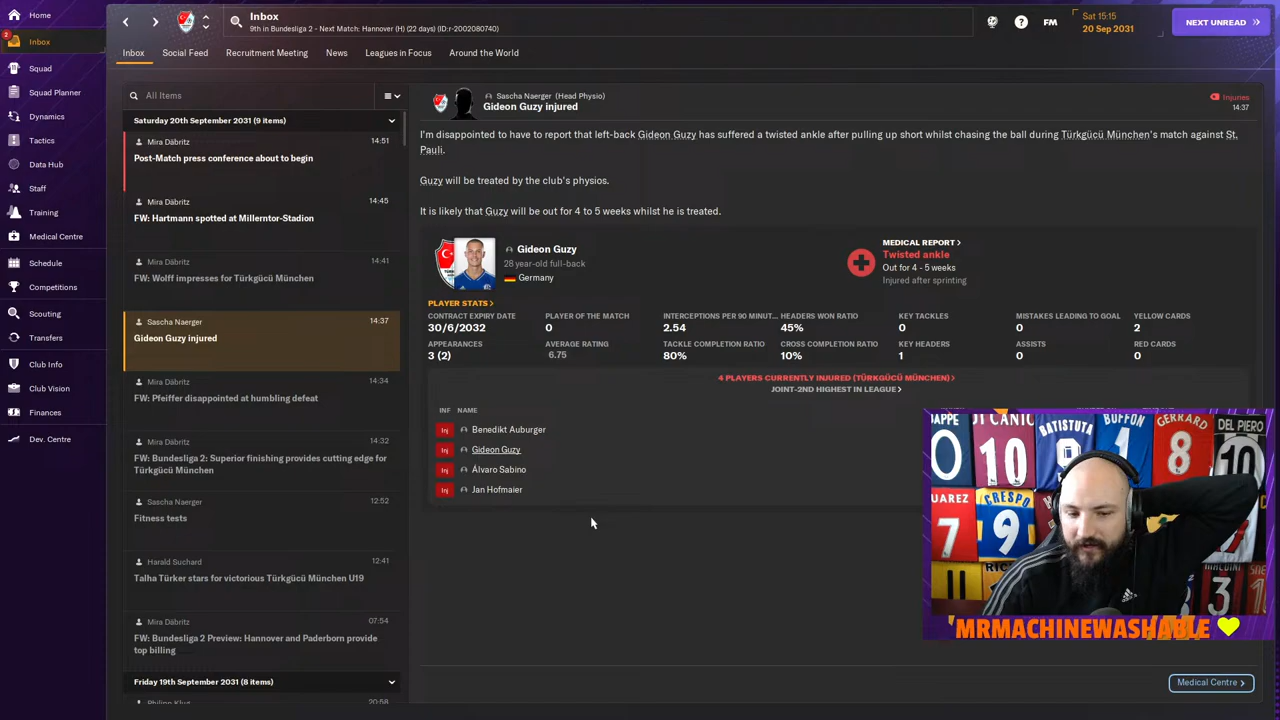 Home
2
Inbox
Squad
Squad Planner
Dynamics
Tactics
Data Hub
Staff
Training
Medical Centre
Schedule
Competitions
Scouting
Transfers
Club Info
Club Vision
Finances
Dev. Centre
Inbox
9th in Bundesliga 2 - Next Match: Hannover (H) (22 days) (ID:r-2002080740)
?
FM
Sat 15:15
20 Sep 2031
NEXT UNREAD
Inbox
Social Feed
Recruitment Meeting
News
Leagues in Focus
Around the World
All Items
Saturday 20th September 2031 (9 items)
Mira Däbritz
14:51
Post-Match press conference about to begin
Mira Däbritz
14:45
FW: Hartmann spotted at Millerntor-Stadion
Mira Däbritz
14:41
FW: Wolff impresses for Türkgücü München
Sascha Naerger
14:37
Gideon Guzy injured
Mira Däbritz
14:34
FW: Pfeiffer disappointed at humbling defeat
Mira Däbritz
14:32
FW: Bundesliga 2: Superior finishing provides cutting edge for
Türkgücü München
Sascha Naerger
12:52
Fitness tests
Harald Suchard
12:41
Talha Türker stars for victorious Türkgücü München U19
Mira Däbritz
07:54
FW: Bundesliga 2 Preview: Hannover and Paderborn provide
top billing
Friday 19th September 2031 (8 items)
Philipp Klug
20:58
Sascha Naerger (Head Physio)
Gideon Guzy injured
Injuries
14:37
I'm disappointed to have to report that left-back Gideon Guzy has suffered a twisted ankle after pulling up short whilst chasing the ball during Türkgücü München's match against St.
Pauli.
Guzy will be treated by the club's physios.
It is likely that Guzy will be out for 4 to 5 weeks whilst he is treated.
Gideon Guzy
28 year-old full-back
Germany
MEDICAL REPORT
Twisted ankle
Out for 4 - 5 weeks
Injured after sprinting
PLAYER STATS
CONTRACT EXPIRY DATE
30/6/2032
PLAYER OF THE MATCH
0
INTERCEPTIONS PER 90 MINUT...
2.54
HEADERS WON RATIO
45%
KEY TACKLES
0
MISTAKES LEADING TO GOAL
0
YELLOW CARDS
2
APPEARANCES
3 (2)
AVERAGE RATING
6.75
TACKLE COMPLETION RATIO
80%
CROSS COMPLETION RATIO
10%
KEY HEADERS
1
ASSISTS
0
RED CARDS
0
4 PLAYERS CURRENTLY INJURED (TÜRKGÜCÜ MÜNCHEN)
JOINT-2ND HIGHEST IN LEAGUE
INF NAME
Inj Benedikt Auburger
Inj Gideon Guzy
Inj Álvaro Sabino
Inj Jan Hofmaier
DI CANIO
10
BATISTUTA
9
BUFFON
1
GERRARD
8
DEL PIERO
10
UAREZ
7
CRESPO
9
3
1
MRMACHINEWASHABLE
Medical Centre